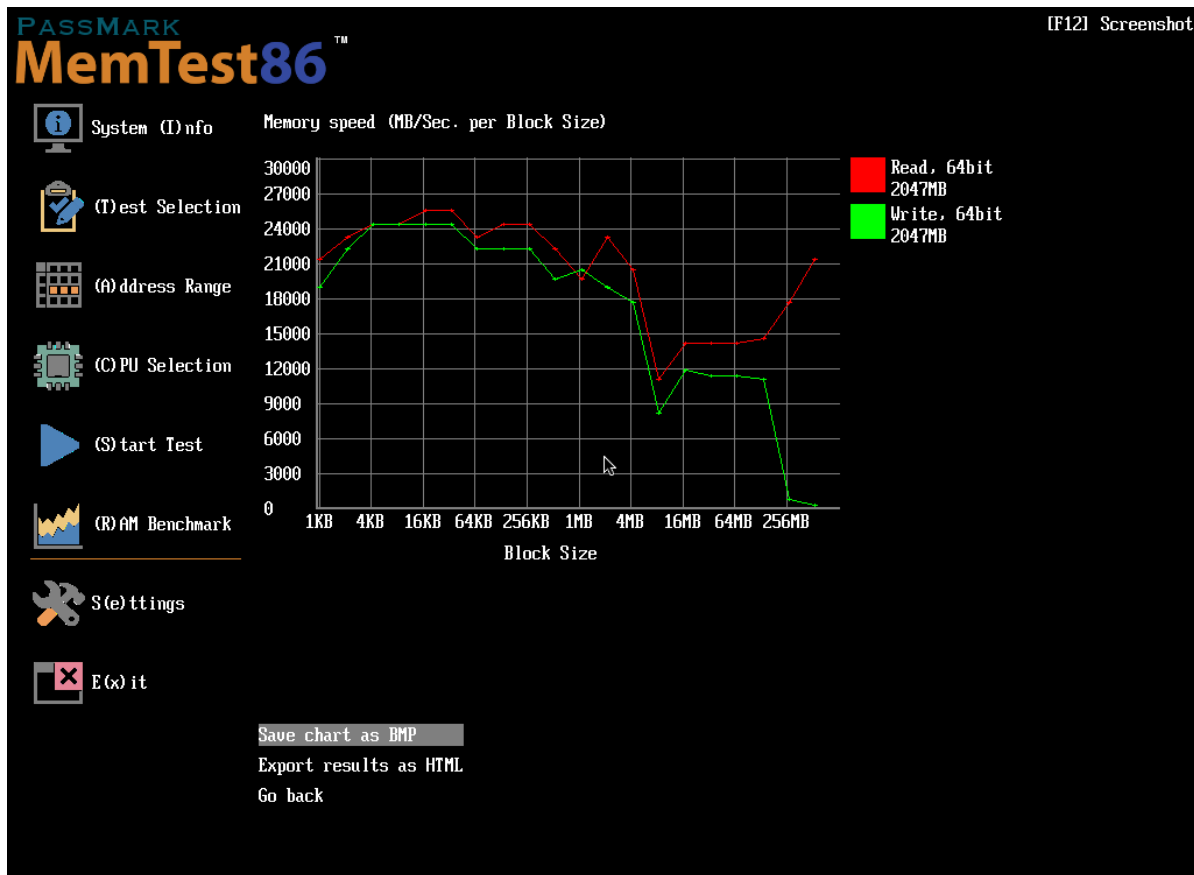 PASSMARK
MemTest86™
[F12] Screenshot
System (I)nfo
(T)est Selection
(A)ddress Range
(C)PU Selection
(S)tart Test
(R)AM Benchmark
S(e)ttings
E(x)it
Memory speed (MB/Sec. per Block Size)
30000
27000
24000
21000
18000
15000
12000
9000
6000
3000
0
1KB 4KB 16KB 64KB 256KB 1MB 4MB 16MB 64MB 256MB
Block Size
Read, 64bit
2047MB
Write, 64bit
2047MB
Save chart as BMP
Export results as HTML
Go back